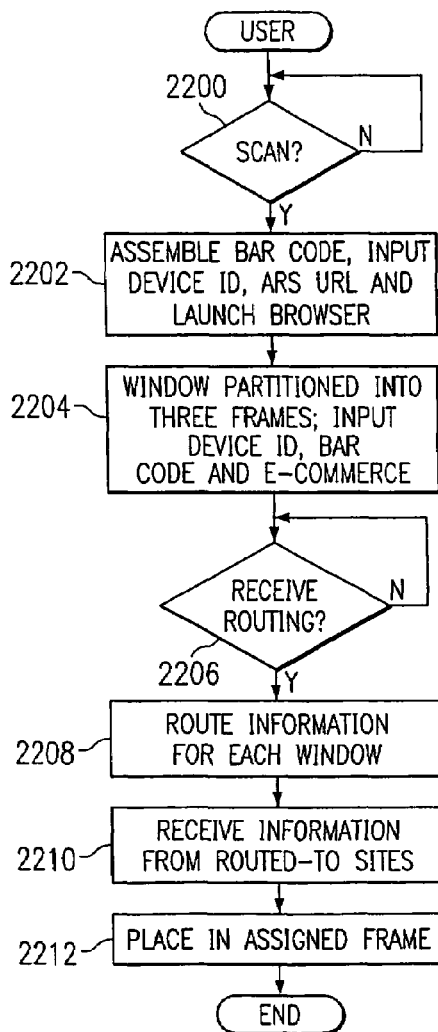 USER
2200
SCAN?
N
Y
2202
ASSEMBLE BAR CODE, INPUT
DEVICE ID, ARS URL AND
LAUNCH BROWSER
2204
WINDOW PARTITIONED INTO
THREE FRAMES; INPUT
DEVICE ID, BAR
CODE AND E-COMMERCE
RECEIVE
ROUTING?
N
2206
Y
2208
ROUTE INFORMATION
FOR EACH WINDOW
2210
RECEIVE INFORMATION
FROM ROUTED-TO SITES
2212
PLACE IN ASSIGNED FRAME
END